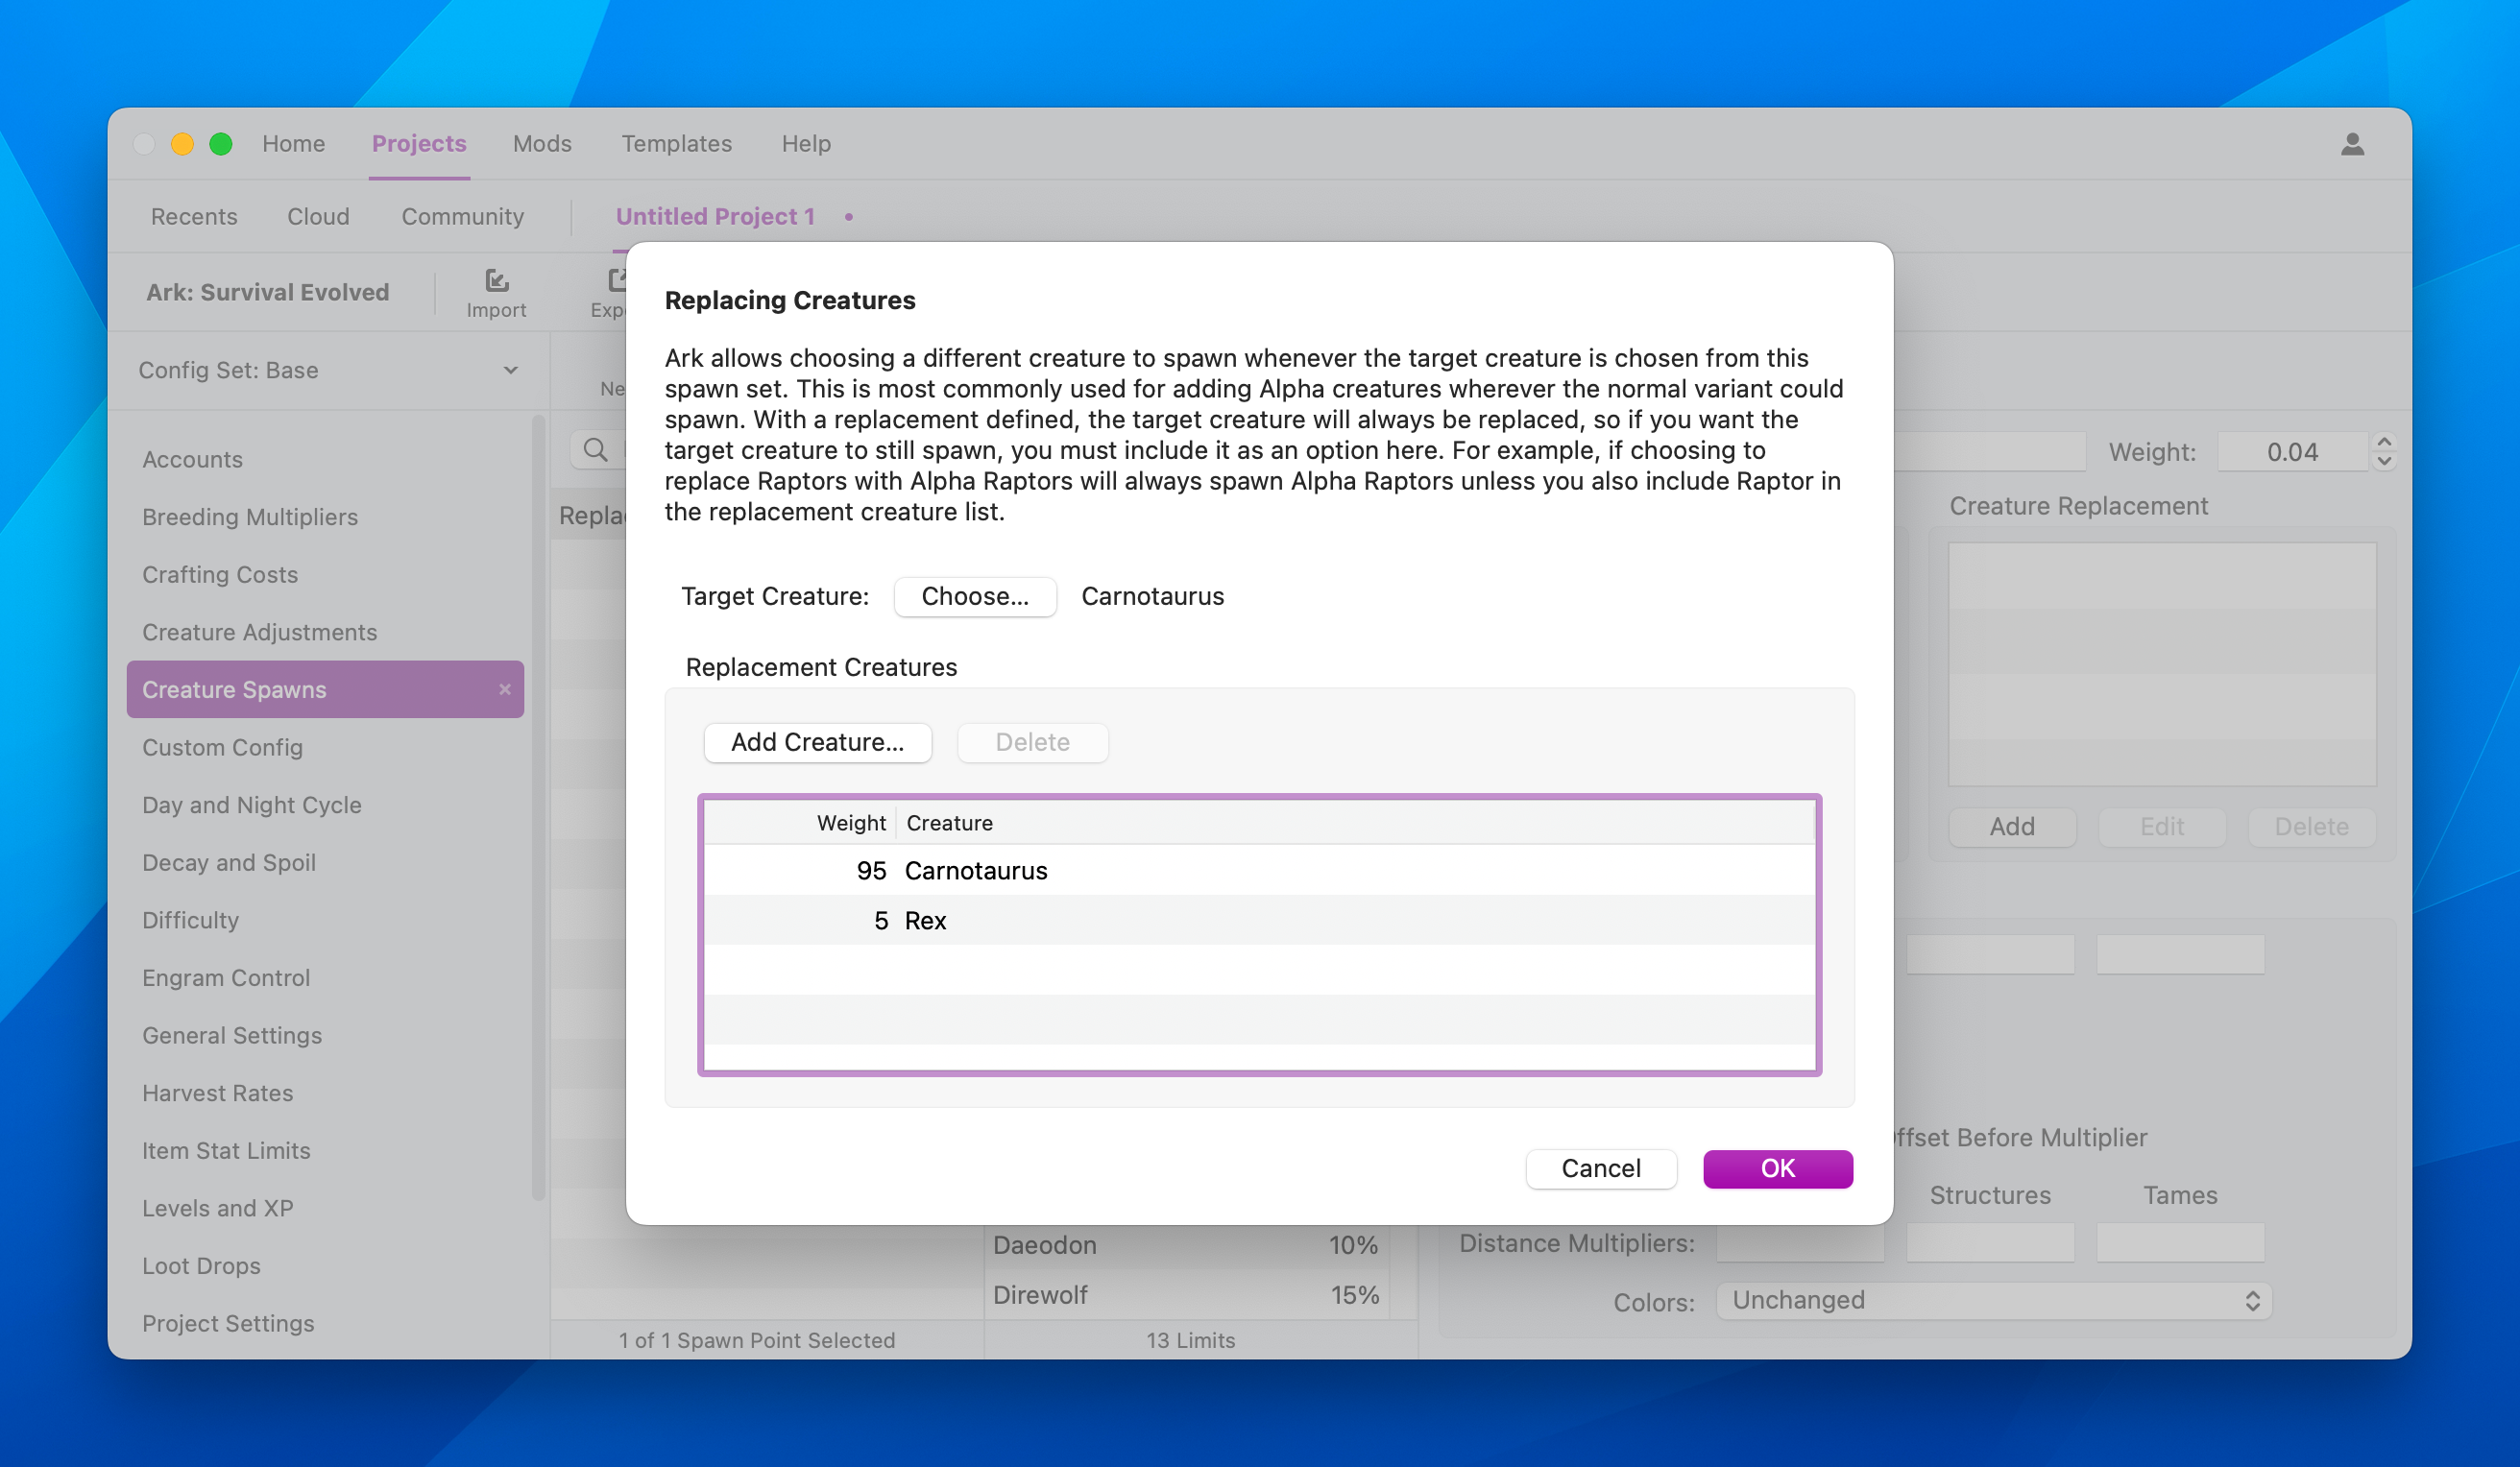 Home
Projects
Mods
Templates
Help
Recents
Cloud
Community
Untitled Project 1 •
Ark: Survival Evolved
Import
Config Set: Base
Accounts
Breeding Multipliers
Crafting Costs
Creature Adjustments
Creature Spawns
Custom Config
Day and Night Cycle
Decay and Spoil
Difficulty
Engram Control
General Settings
Harvest Rates
Item Stat Limits
Levels and XP
Loot Drops
Project Settings
Replacing Creatures
Ark allows choosing a different creature to spawn whenever the target creature is chosen from this
spawn set. This is most commonly used for adding Alpha creatures wherever the normal variant could
spawn. With a replacement defined, the target creature will always be replaced, so if you want the
target creature to still spawn, you must include it as an option here. For example, if choosing to
replace Raptors with Alpha Raptors will always spawn Alpha Raptors unless you also include Raptor in
the replacement creature list.
Target Creature:
Choose...
Carnotaurus
Replacement Creatures
Add Creature...
Delete
Weight
Creature
95 Carnotaurus
5 Rex
Cancel
OK
Weight:
0.04
Creature Replacement
Add
Edit
Delete
Before Multiplier
Structures
Tames
Distance Multipliers:
Colors:
Unchanged
Daeodon
10%
Direwolf
15%
1 of 1 Spawn Point Selected
13 Limits